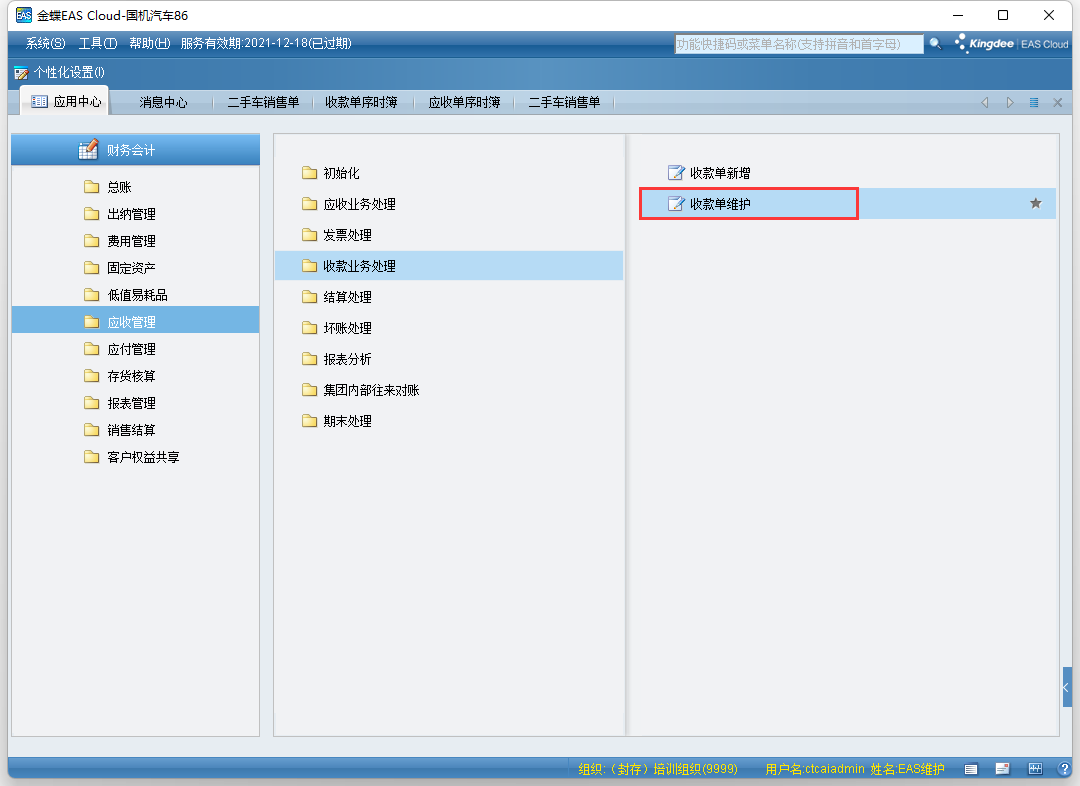 金蝶EAS Cloud-国机汽车86
系统(S) 工具(T) 帮助(H) 服务有效期:2021-12-18(已过期)
功能快捷码或菜单名称(支持拼音和首字母)
Kingdee EAS Cloud
个性化设置(I)
应用中心 消息中心 二手车销售单 收款单序时簿 应收单序时簿 二手车销售单
财务会计
总账
出纳管理
费用管理
固定资产
低值易耗品
应收管理
应付管理
存货核算
报表管理
销售结算
客户权益共享
初始化
应收业务处理
发票处理
收款业务处理
结算处理
坏账处理
报表分析
集团内部往来对账
期末处理
收款单新增
收款单维护
组织:（封存）培训组织(9999) 用户名:ctcaiadmin 姓名:EAS维护